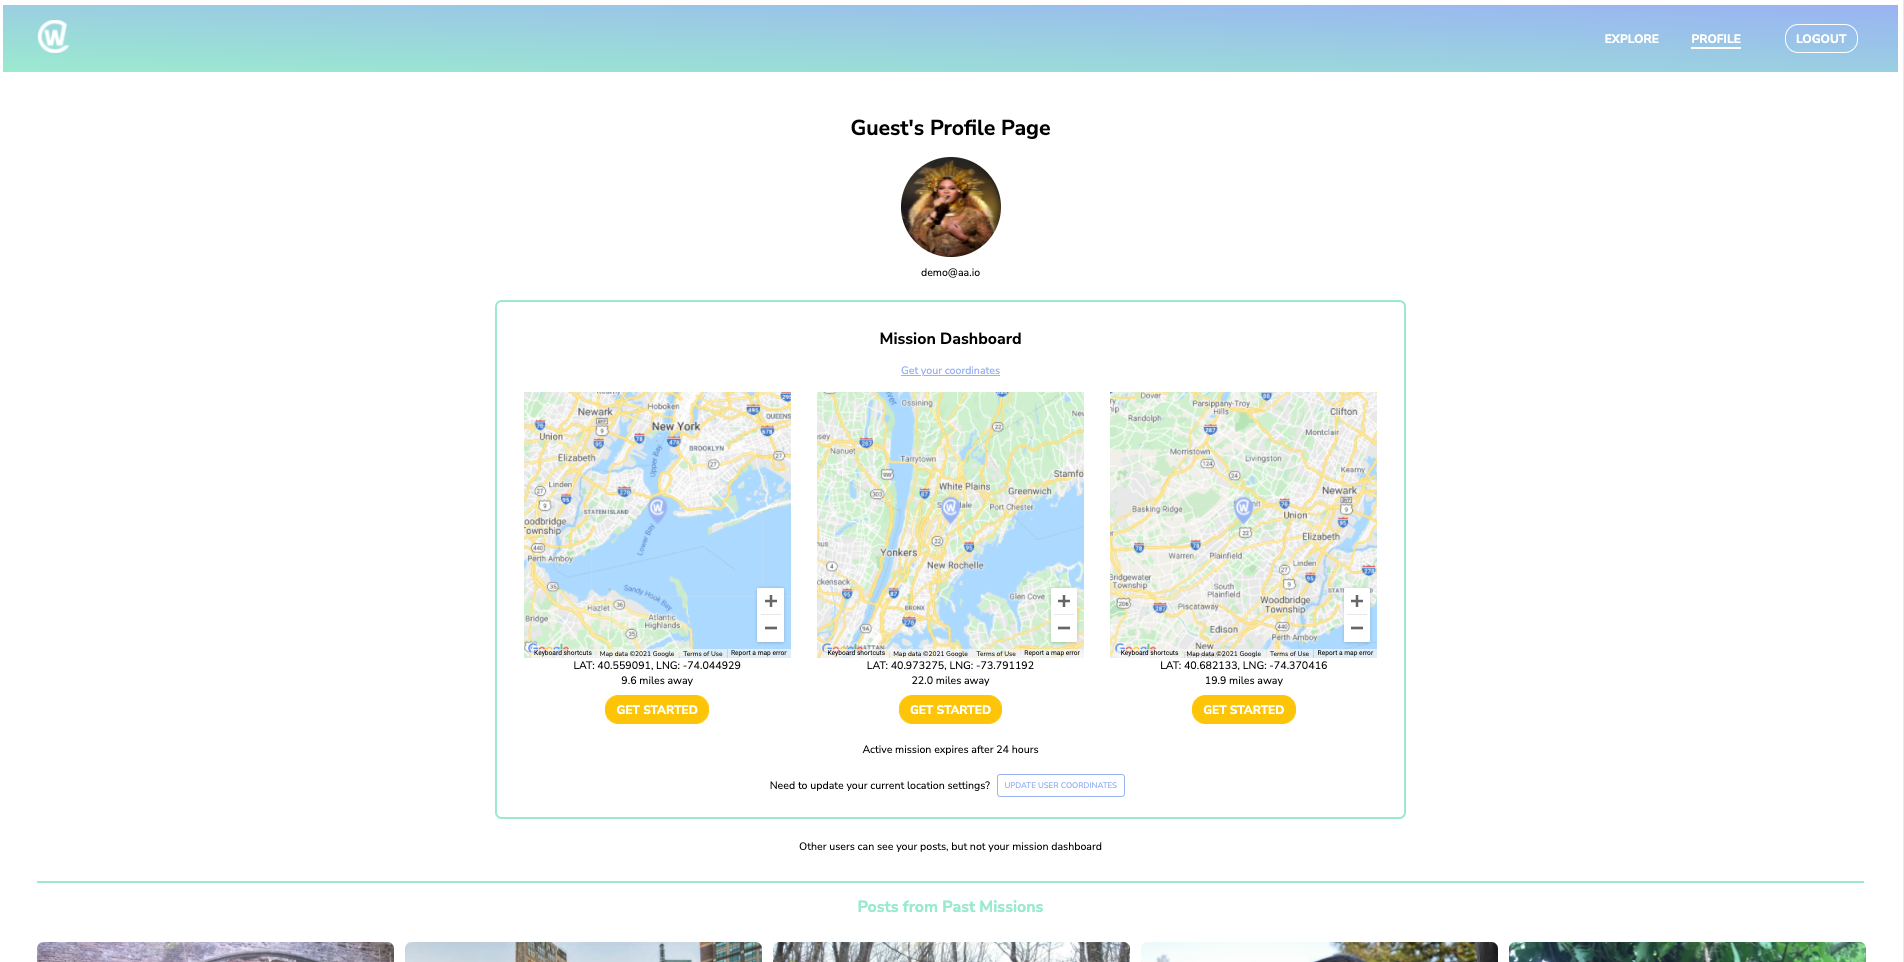 W
EXPLORE
PROFILE
LOGOUT
Guest's Profile Page
demo@aa.io
Mission Dashboard
Get your coordinates
Newark
Hoboken
New York
QUEENS
Union
BROOKLYN
Elizabeth
Upper Bay
Linden
STATEN ISLAND
W
oodbridge
Township
Lower Bay
Perth Amboy
Sandy Hook Bay
Hazlet
Atlantic
Highlands
Bridge
Keyboard shortcuts
Map data ©2021 Google
Terms of Use
Report a map error
LAT: 40.559091, LNG: -74.044929
9.6 miles away
GET STARTED
Ossining
Nanuet
Tarrytown
Stamfo
White Plains
Greenwich
Port Chester
W
Yonkers
New Rochelle
Glen Cove
BRONX
Keyboard shortcuts
Map data ©2021 Google
Terms of Use
Report a map error
LAT: 40.973275, LNG: -73.791192
22.0 miles away
GET STARTED
Dover
Parsippany-Troy
Hills
Clifton
Randolph
Montclair
Morristown
Livingston
Kearny
Newark
Basking Ridge
W
Union
Elizabeth
Warren
Plainfield
Linden
Bridgewater
Township
South
Plainfield
Piscataway
Woodbridge
Township
Edison
Perth Amboy
Keyboard shortcuts
Map data ©2021 Google
Terms of Use
Report a map error
LAT: 40.682133, LNG: -74.370416
19.9 miles away
GET STARTED
Active mission expires after 24 hours
Need to update your current location settings?
UPDATE USER COORDINATES
Other users can see your posts, but not your mission dashboard
Posts from Past Missions